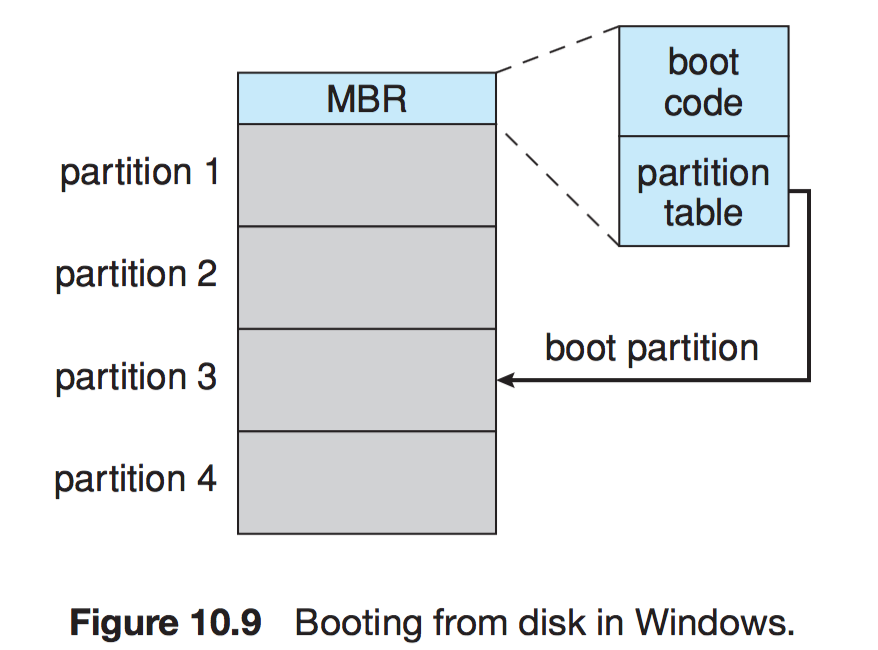 MBR
boot
code
partition
table
partition 1
partition 2
boot partition
partition 3
partition 4
Figure 10.9 Booting from disk in Windows.